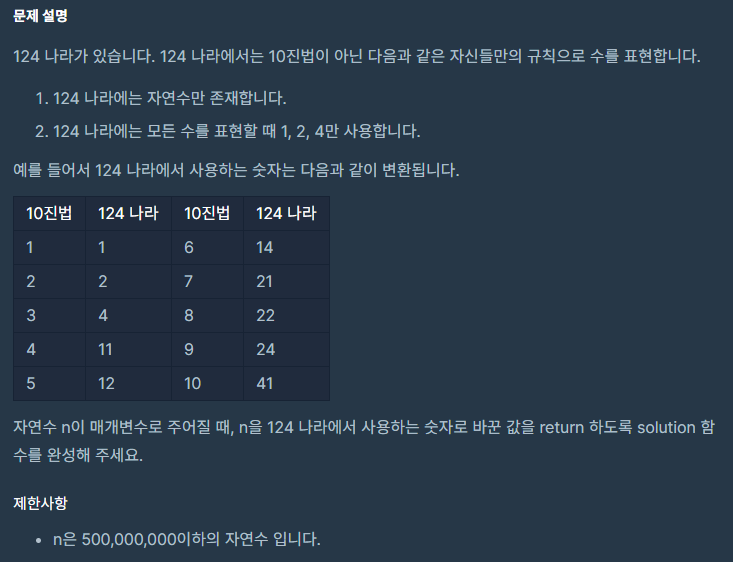 문제 설명
124 나라가 있습니다. 124 나라에서는 10진법이 아닌 다음과 같은 자신들만의 규칙으로 수를 표현합니다.
1. 124 나라에는 자연수만 존재합니다.
2. 124 나라에는 모든 수를 표현할 때 1, 2, 4만 사용합니다.
예를 들어서 124 나라에서 사용하는 숫자는 다음과 같이 변환됩니다.
10진법 124 나라 10진법 124 나라
1 1 6 14
2 2 7 21
3 4 8 22
4 11 9 24
5 12 10 41
자연수 n이 매개변수로 주어질 때, n을 124 나라에서 사용하는 숫자로 바꾼 값을 return 하도록 solution 함
수를 완성해 주세요.
제한사항
• n은 500,000,000이하의 자연수 입니다.